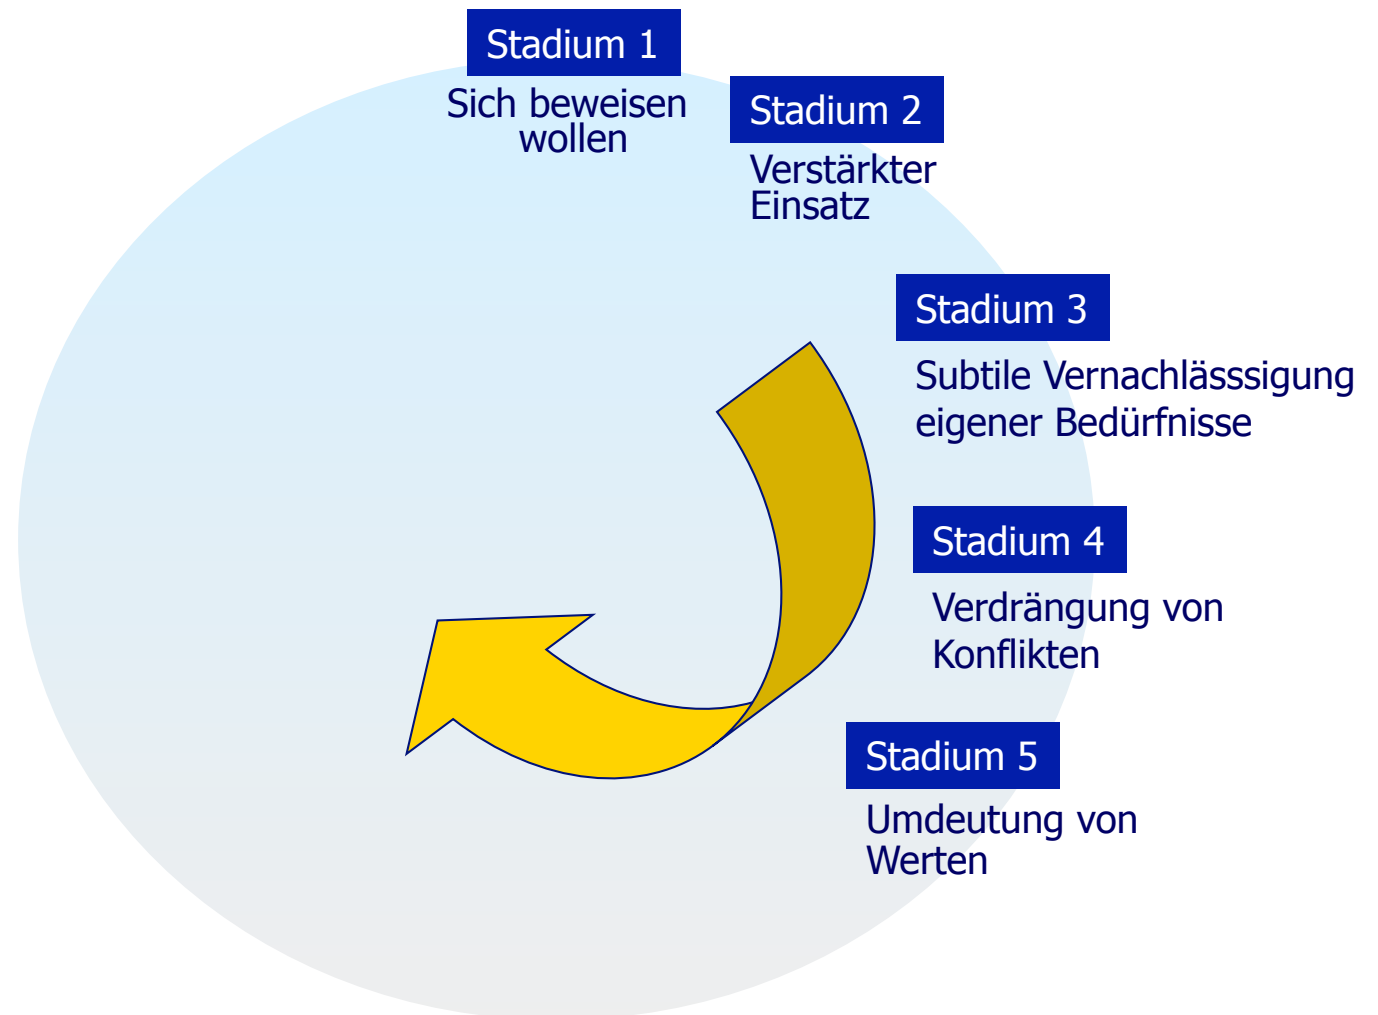 Stadium 1
Sich beweisen
wollen
Stadium 2
Verstärkter
Einsatz
Stadium 3
Subtile Vernachlässsigung
eigener Bedürfnisse
Stadium 4
Verdrängung von
Konflikten
Stadium 5
Umdeutung von
Werten